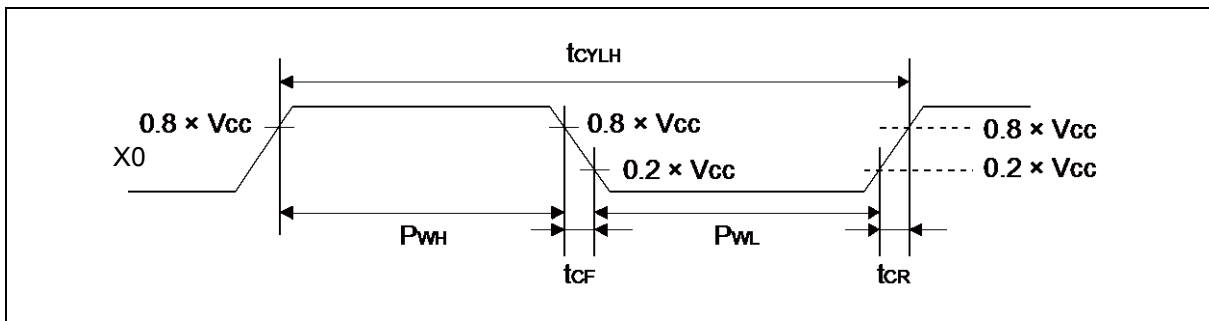 tCYLH
0.8 × Vcc
0.8 × Vcc
0.8 × Vcc
X0
0.2 × Vcc
0.2 × Vcc
PWH
PWL
tCF
tCR